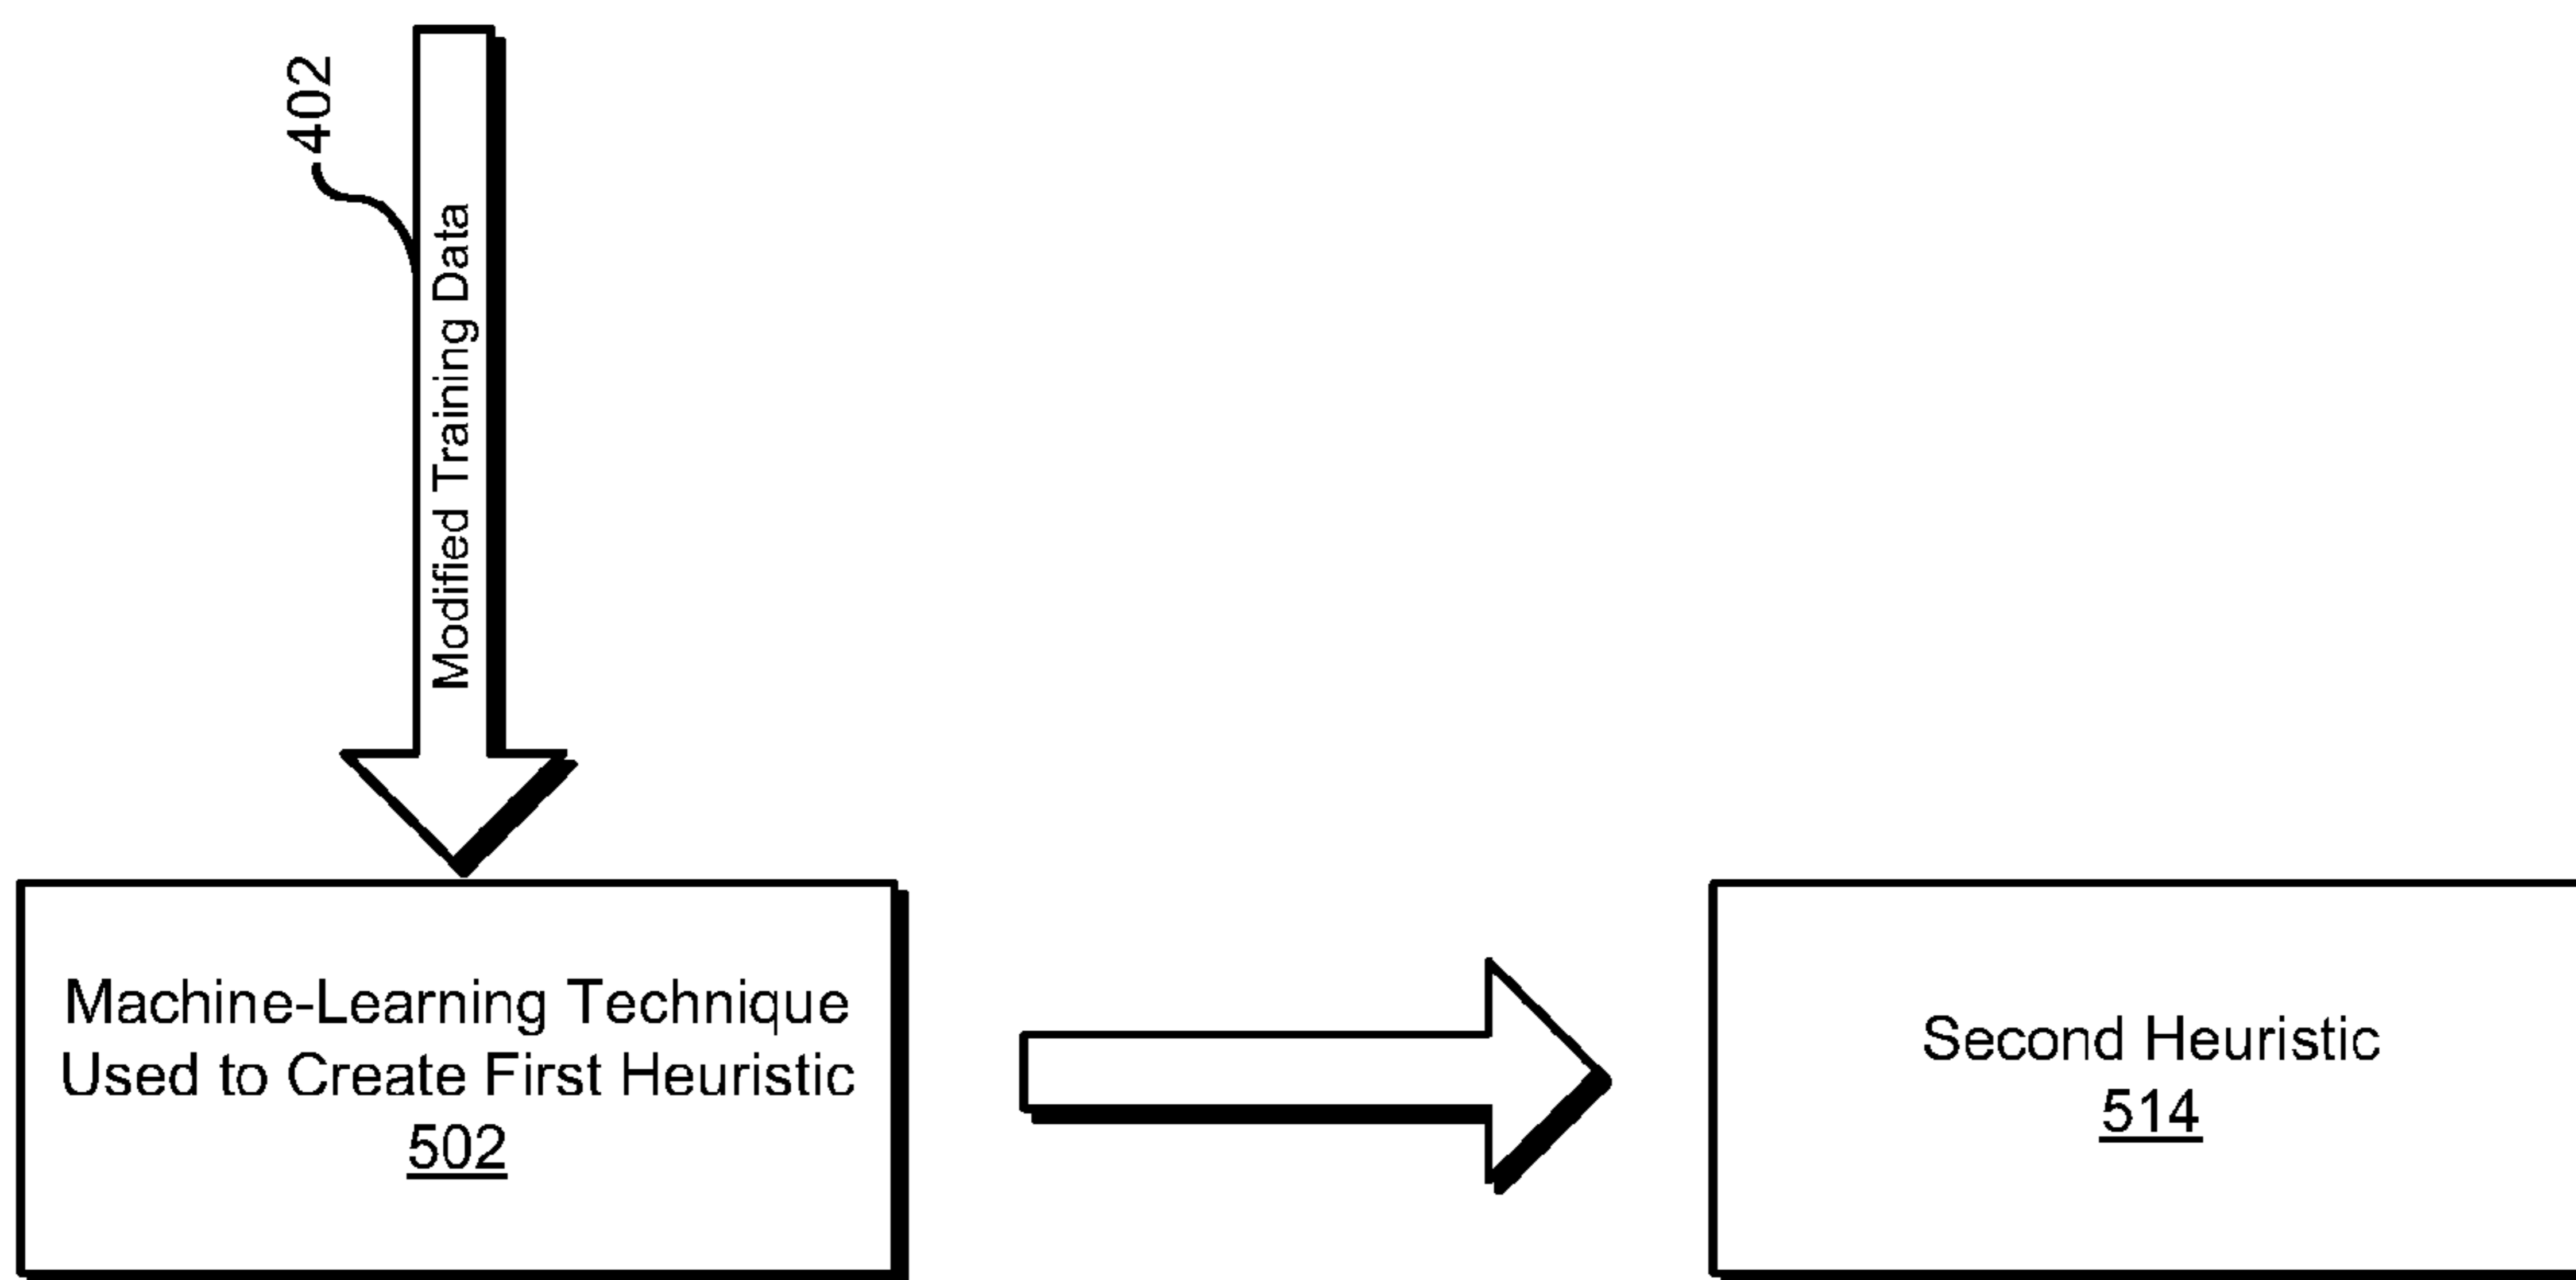 402
Modified Training Data
Machine-Learning Technique
Used to Create First Heuristic
502
Second Heuristic
514